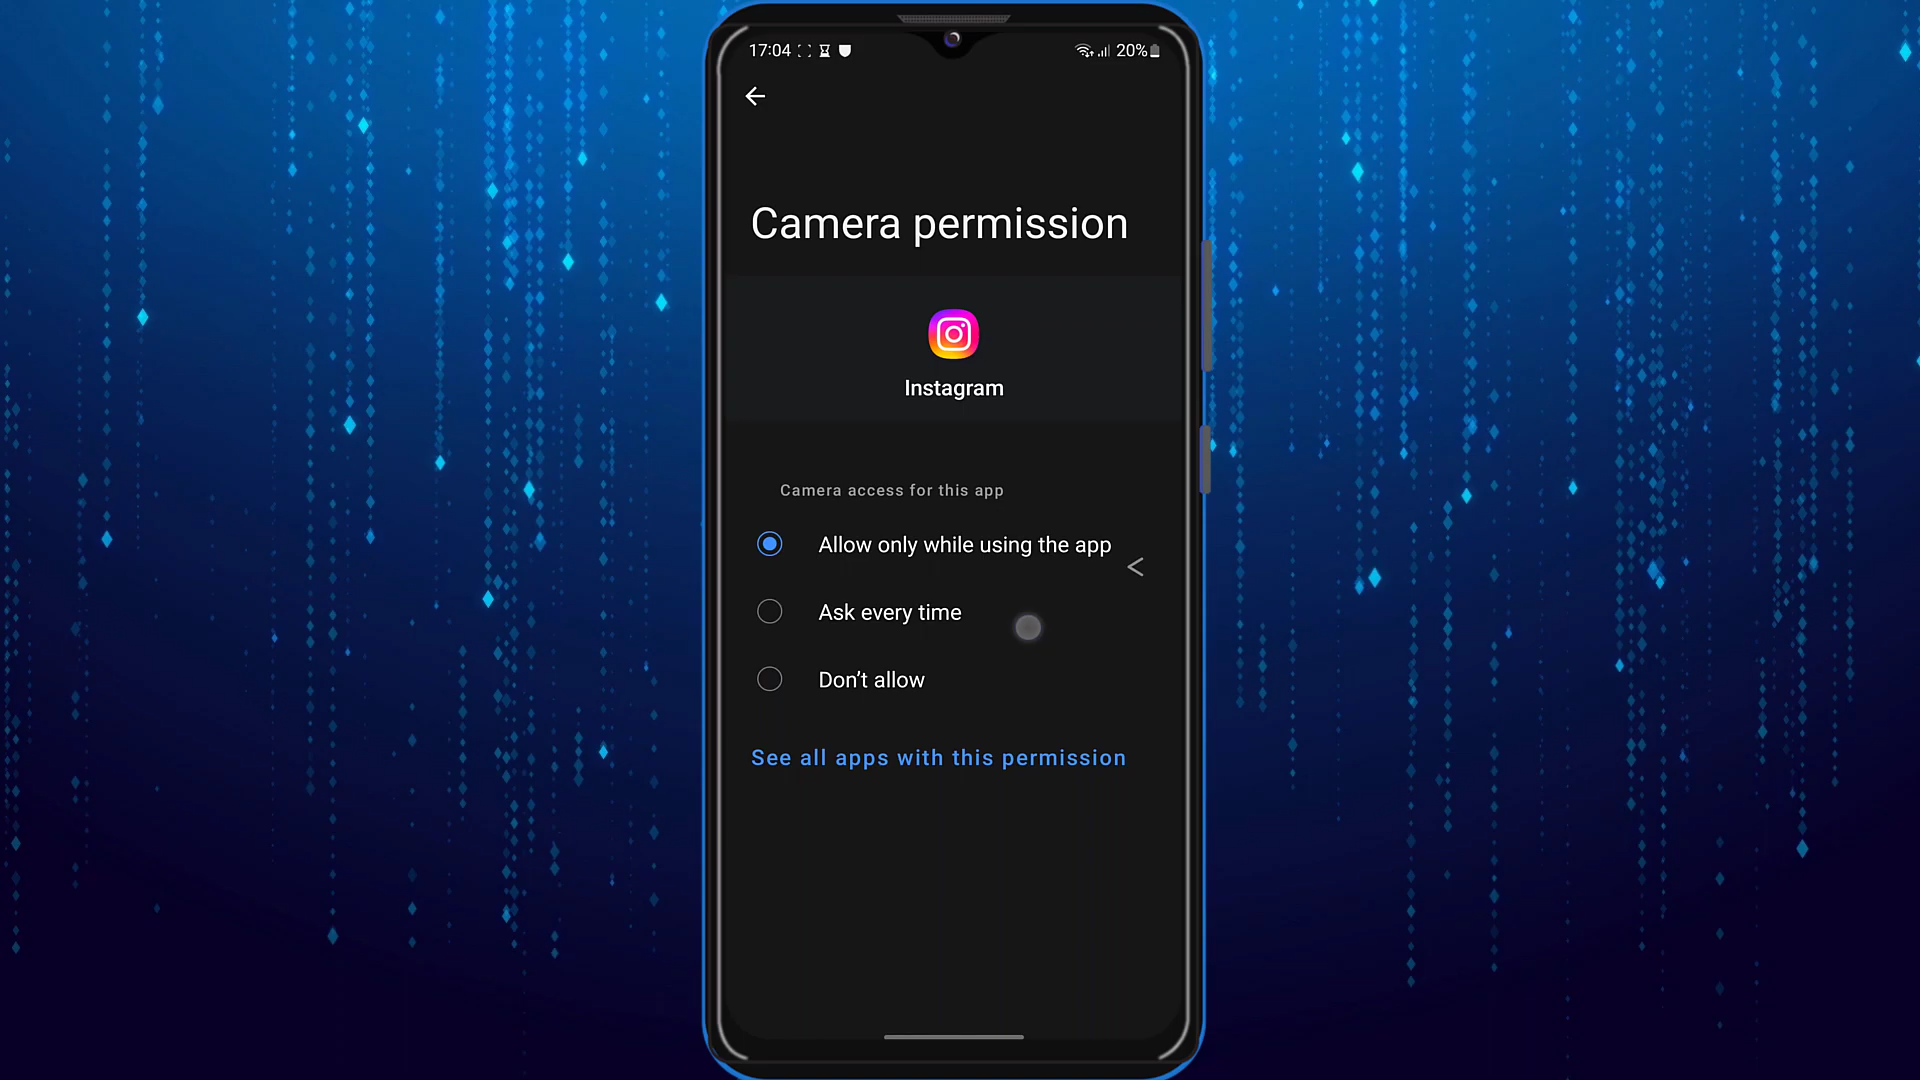 17:04 20%
Camera permission
Instagram
Camera access for this app
Allow only while using the app
Ask every time
Don’t allow
See all apps with this permission